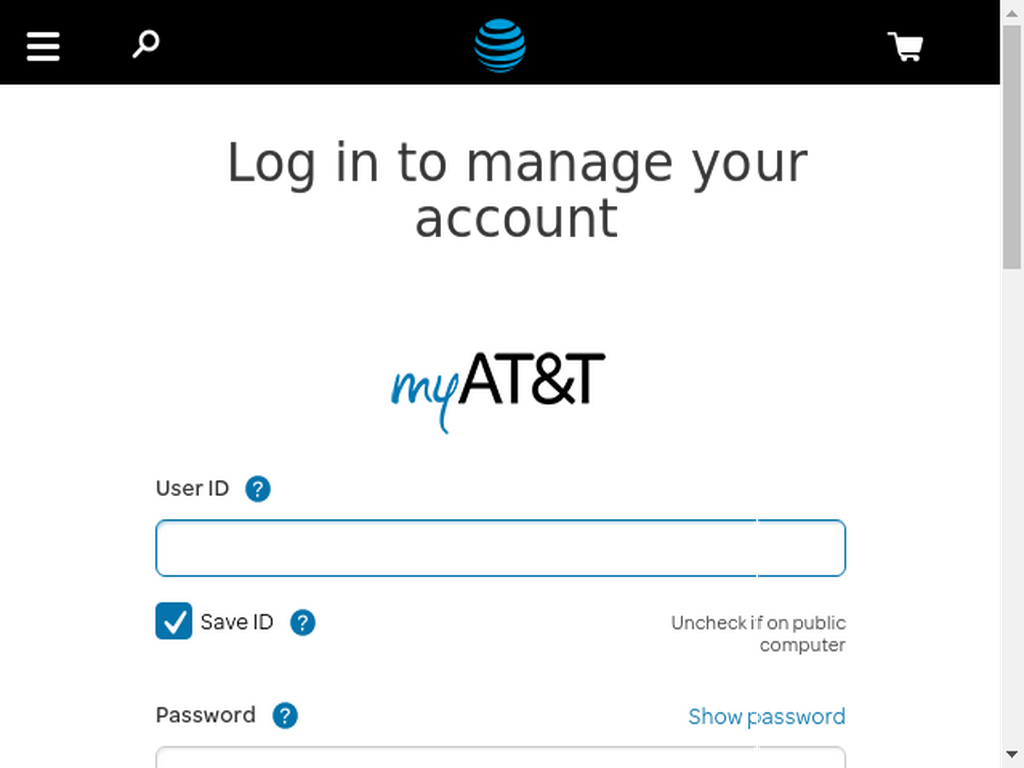 Log in to manage your
account
myAT&T
User ID ?
Save ID ?
Uncheck if on public
computer
Password ?
Show password